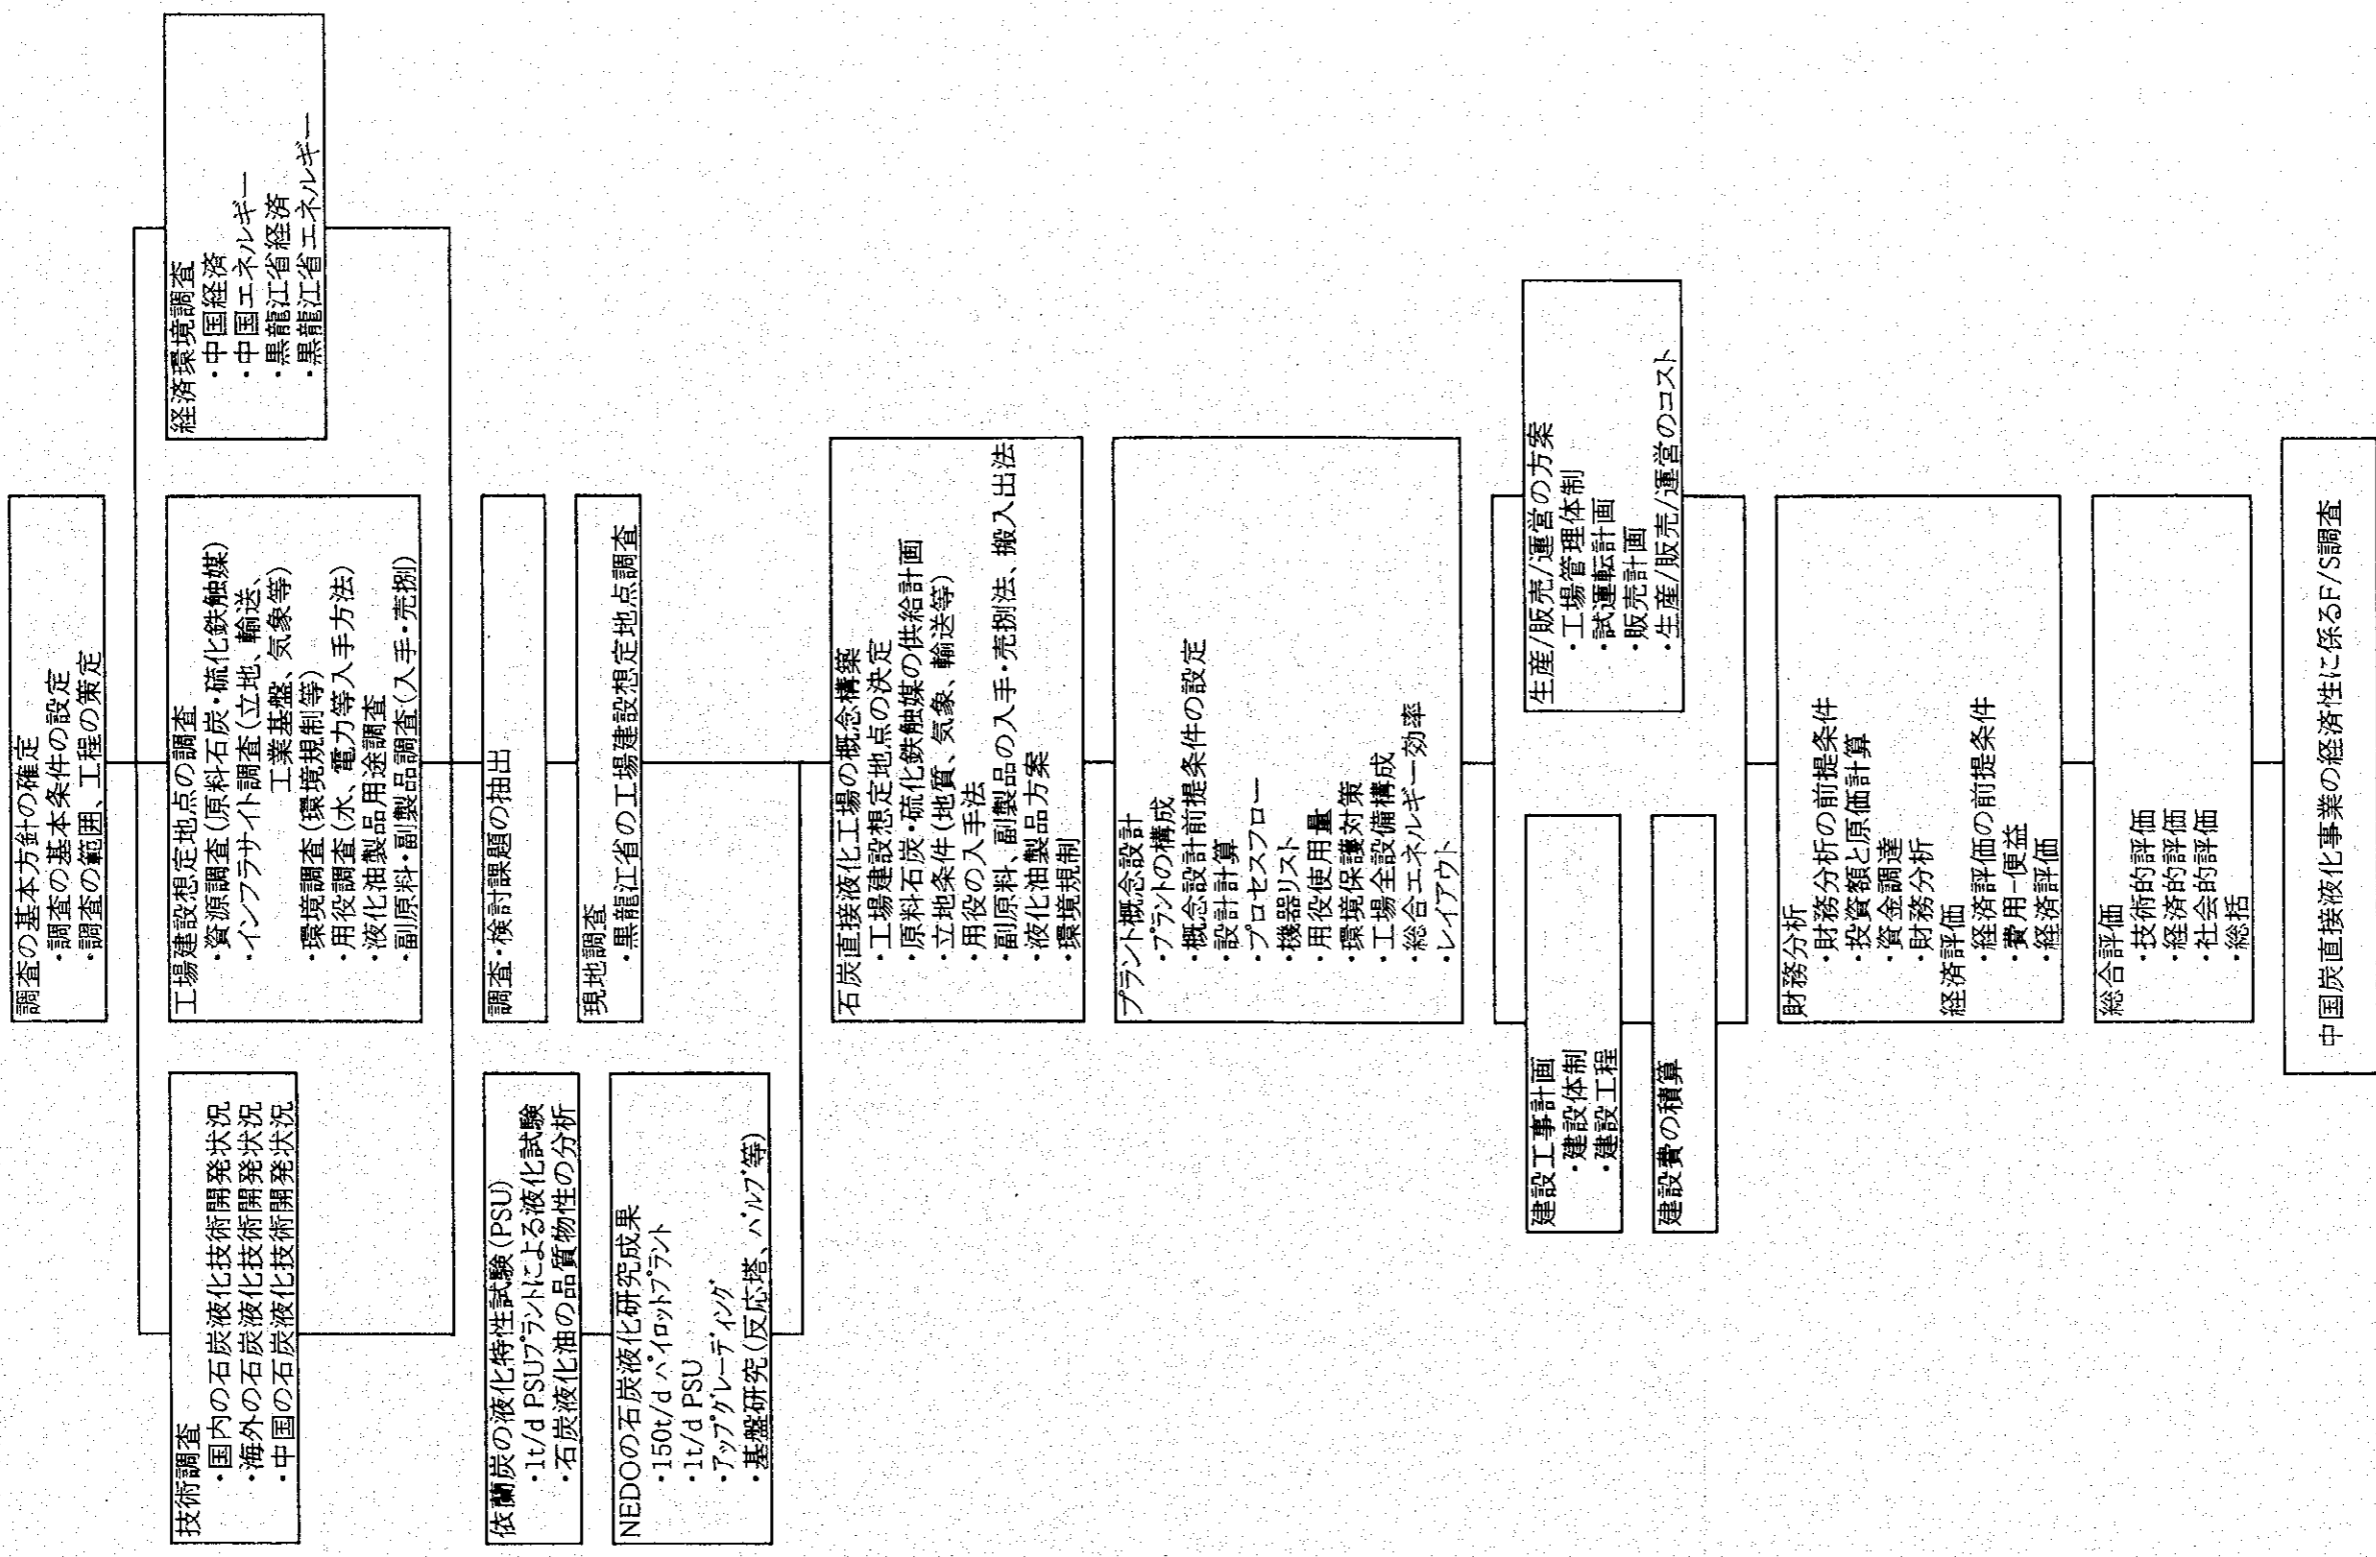 調査の基本方針の確定
・調査の基本条件の設定
・調査の範囲、工程の策定
技術調査
・国内の石炭液化技術開発状況
・海外の石炭液化技術開発状況
・中国の石炭液化技術開発状況
工場建設想定地点の調査
・資源調査(原料石炭・硫化鉄触媒)
・インフラサイト調査(立地、輸送、
工業基盤、気象等)
・環境調査(環境規制等)
・用役調査(水、電力等入手方法)
・液化油製品用途調査
・副原料・副製品調査(入手・売捌)
経済環境調査
・中国経済
・中国エネルギー
・黒龍江省経済
・黒龍江省エネルギー
依蘭炭の液化特性試験(PSU)
・1t/d PSUプラントによる液化試験
・石炭液化油の品質物性の分析
NEDOの石炭液化研究成果
・150t/d パイロットプラント
・1t/d PSU
・アップグレーディング
・基盤研究(反応塔、バルブ等)
調査・検討課題の抽出
現地調査
・黒龍江省の工場建設想定地点調査
石炭直接液化工場の概念構築
・工場建設想定地点の決定
・原料石炭・硫化鉄触媒の供給計画
・立地条件(地質、気象、輸送等)
・用役の入手法
・副原料、副製品の入手・売捌法、搬入出法
・液化油製品方案
・環境規制
プラント概念設計
・プラントの構成
・概念設計前提条件の設定
・設計計算
・プロセスフロー
・機器リスト
・用役使用量
・環境保護対策
・工場全設備構成
・総合エネルギー効率
・レイアウト
建設工事計画
・建設体制
・建設工程
建設費の積算
生産/販売/運営の方案
・工場管理体制
・試運転計画
・販売計画
・生産/販売/運営のコスト
財務分析
・財務分析の前提条件
・投資額と原価計算
・資金調達
・財務分析
経済評価
・経済評価の前提条件
・費用-便益
・経済評価
総合評価
・技術的評価
・経済的評価
・社会的評価
・総括
中国炭直接液化事業の経済性に係るF/S調査